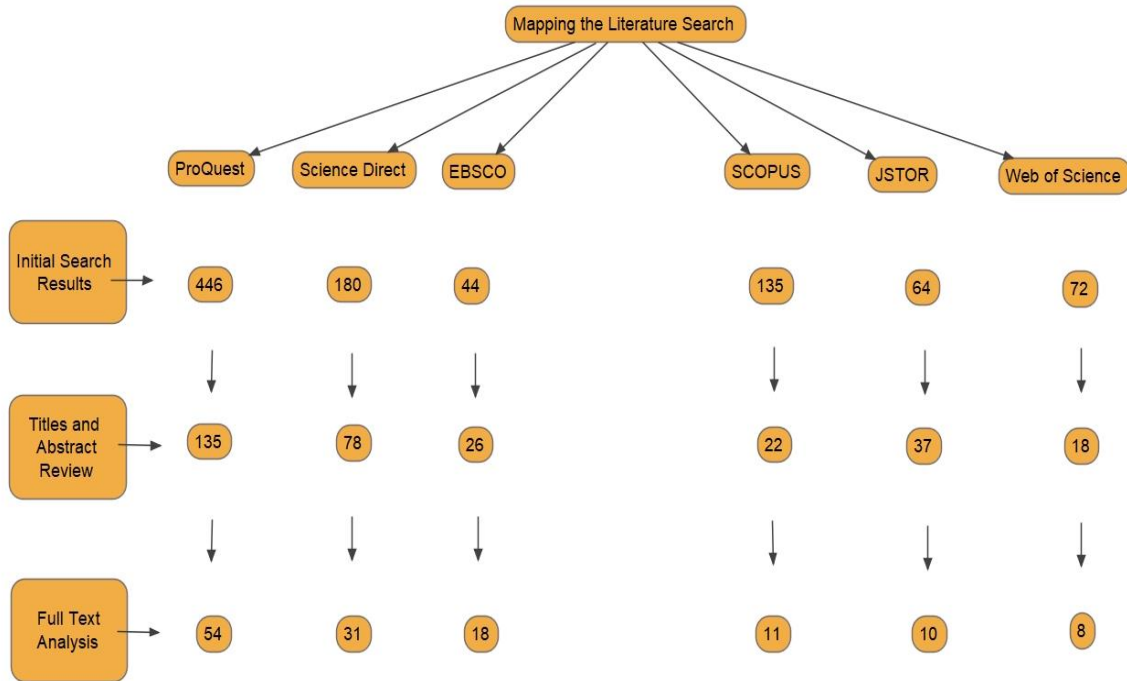 Mapping the Literature Search
ProQuest
Science Direct
EBSCO
SCOPUS
JSTOR
Web of Science
Initial Search
Results
446
180
44
135
64
72
Titles and
Abstract
Review
135
78
26
22
37
18
Full Text
Analysis
54
31
18
11
10
8